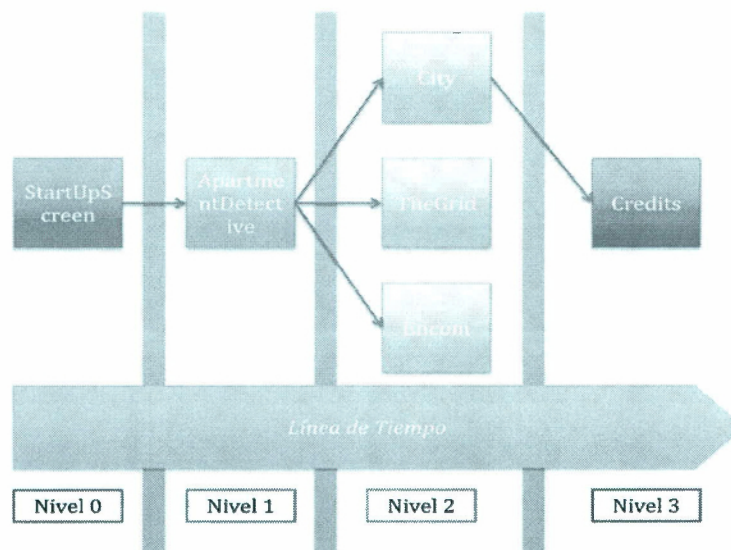 City
StartUpS
creen
Apartme
ntDetect
ive
TheGrid
Credits
Encom
Línea de Tiempo
Nivel 0
Nivel 1
Nivel 2
Nivel 3